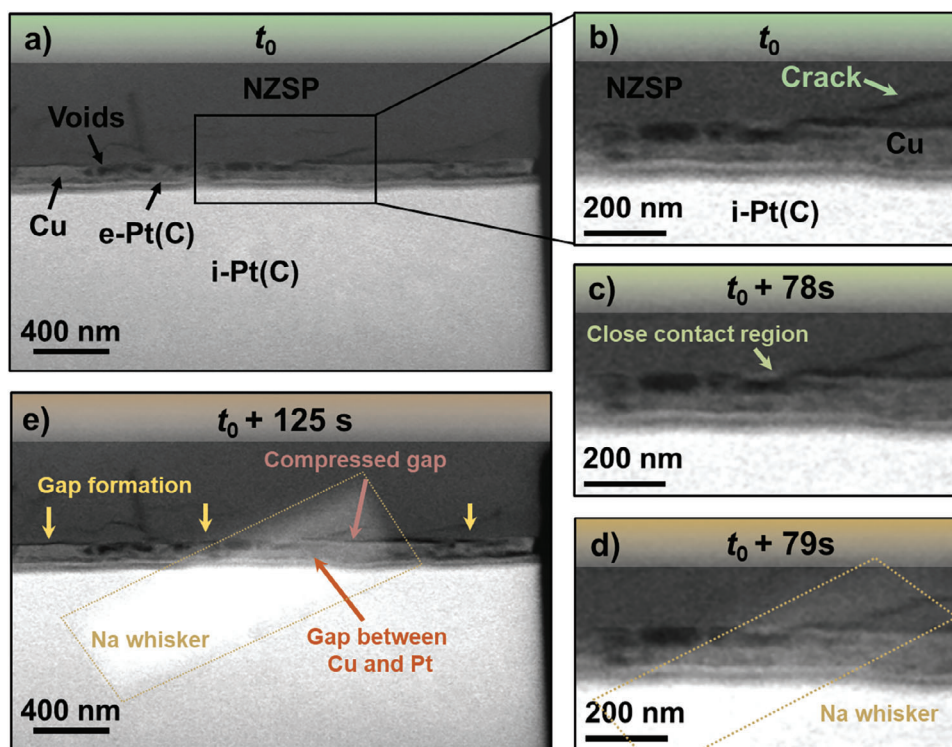 a)
t0
NZSP
Voids
Cu
e-Pt(C)
i-Pt(C)
400 nm
b)
t0
NZSP
Crack
Cu
200 nm
i-Pt(C)
c)
t0 + 78s
Close contact region
200 nm
d)
t0 + 79s
200 nm
Na whisker
e)
t0 + 125 s
Compressed gap
Gap formation
Na whisker
Gap between
Cu and Pt
400 nm